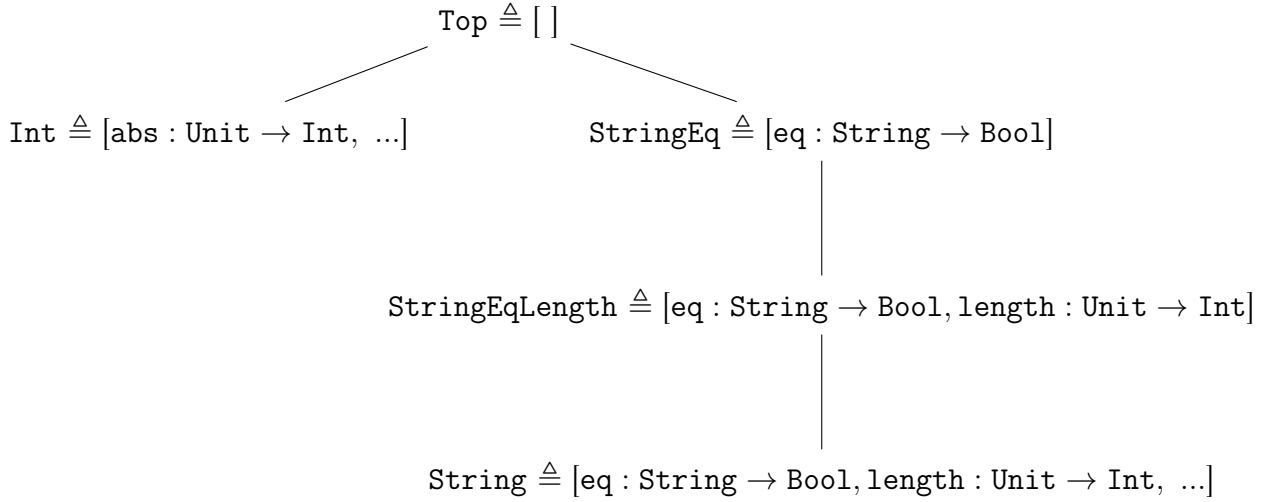 Top ≜ [ ]
Int ≜ [abs : Unit → Int, ...]
StringEq ≜ [eq : String → Bool]
StringEqLength ≜ [eq : String → Bool, length : Unit → Int]
String ≜ [eq : String → Bool, length : Unit → Int, ...]